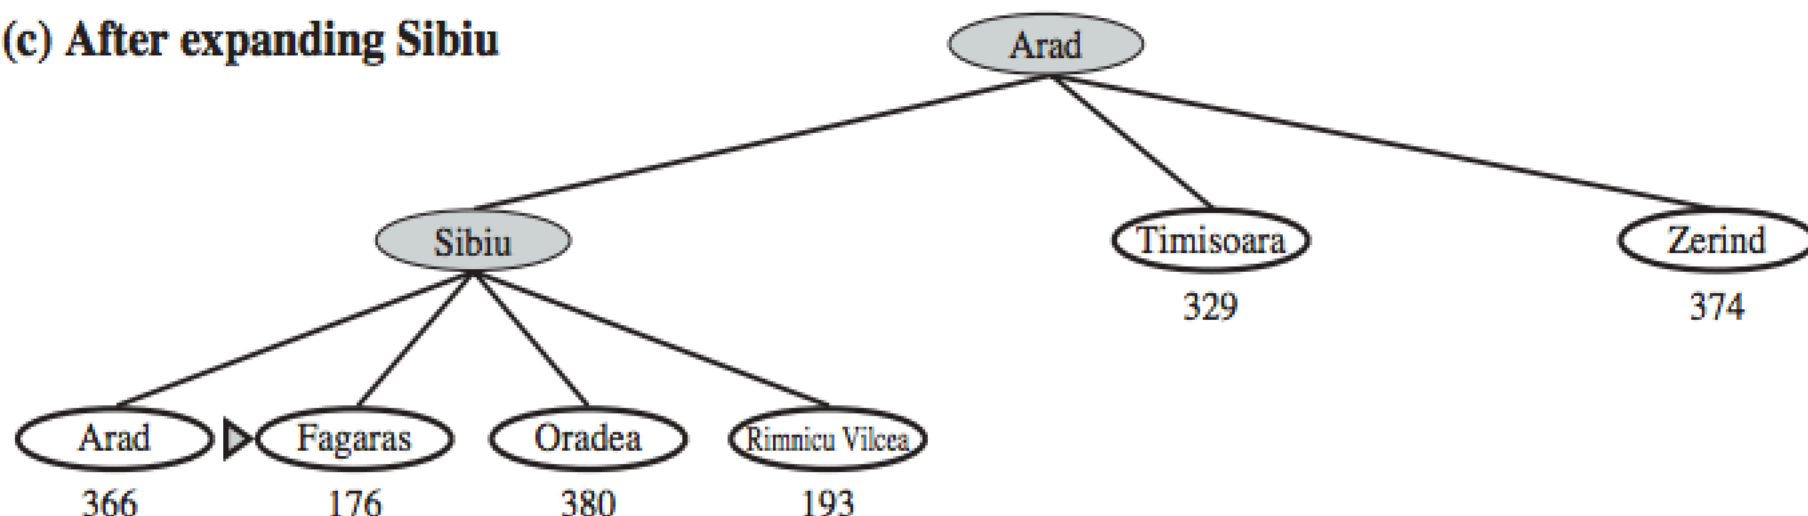 (c) After expanding Sibiu
Arad
Sibiu
Timisoara
Zerind
329
374
Arad
Fagaras
Oradea
Rimnicu Vilcea
366
176
380
193